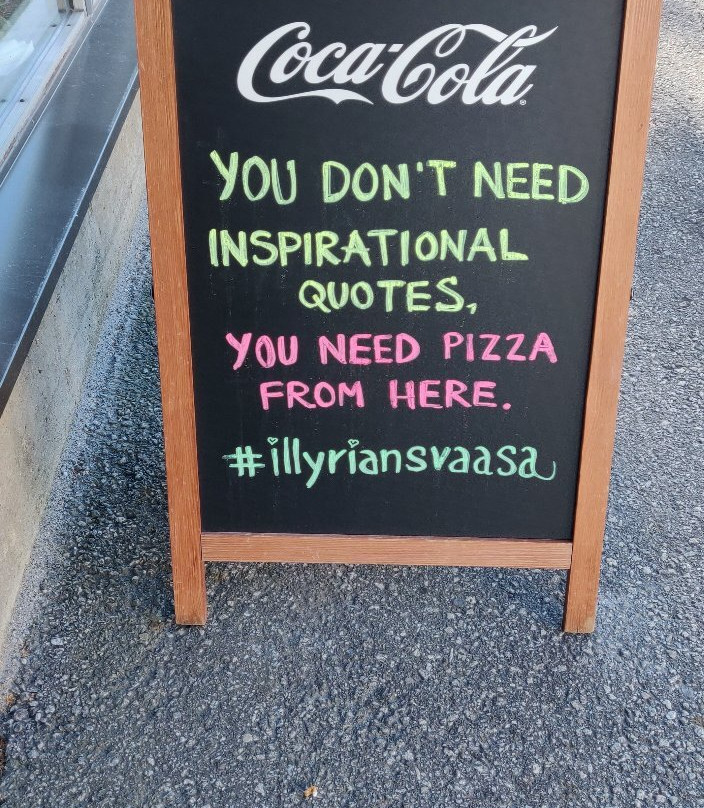 Coca-Cola
YOU DON'T NEED
INSPIRATIONAL
QUOTES,
YOU NEED PIZZA
FROM HERE.
#illyriansvaasa